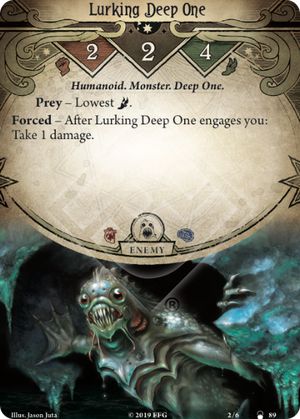 Lurking Deep One
2 2 4
Humanoid. Monster. Deep One.
Prey – Lowest
Forced – After Lurking Deep One engages you:
Take 1 damage.
ENEMY
®
Illus. Jason Juta © 2019 FFG 2/6 89